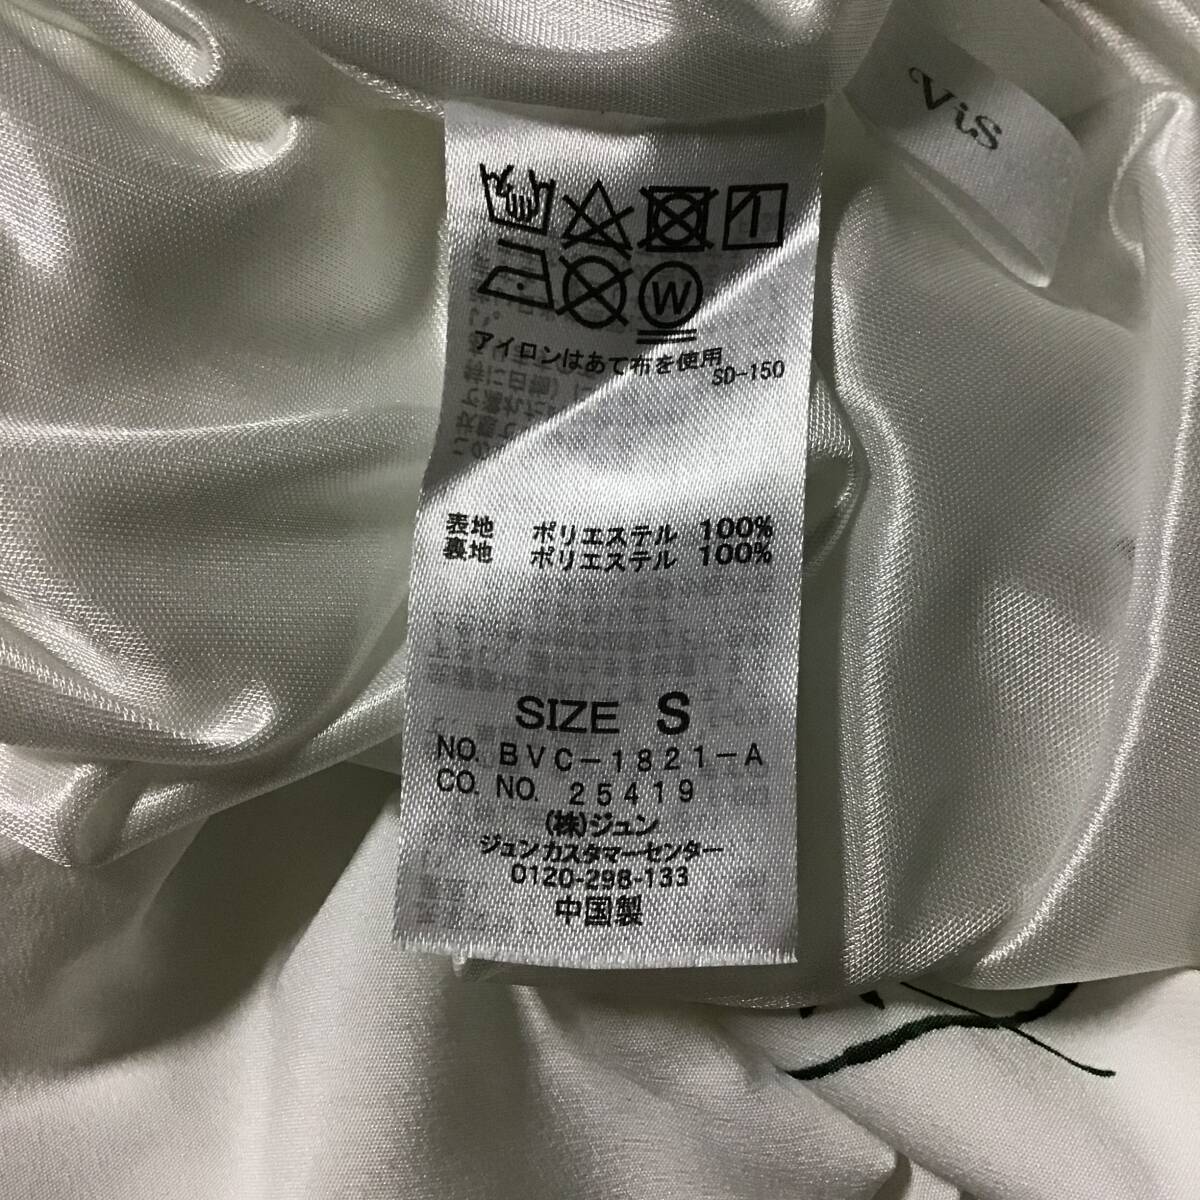 ViS
W
アイロンはあて布を使用
SD-150
表地 ポリエステル 100%
裏地 ポリエステル 100%
SIZE S
NO. BVC-1821-A
CO. NO. 25419
(株)ジュン
ジュンカスタマーセンター
0120-298-133
中国製